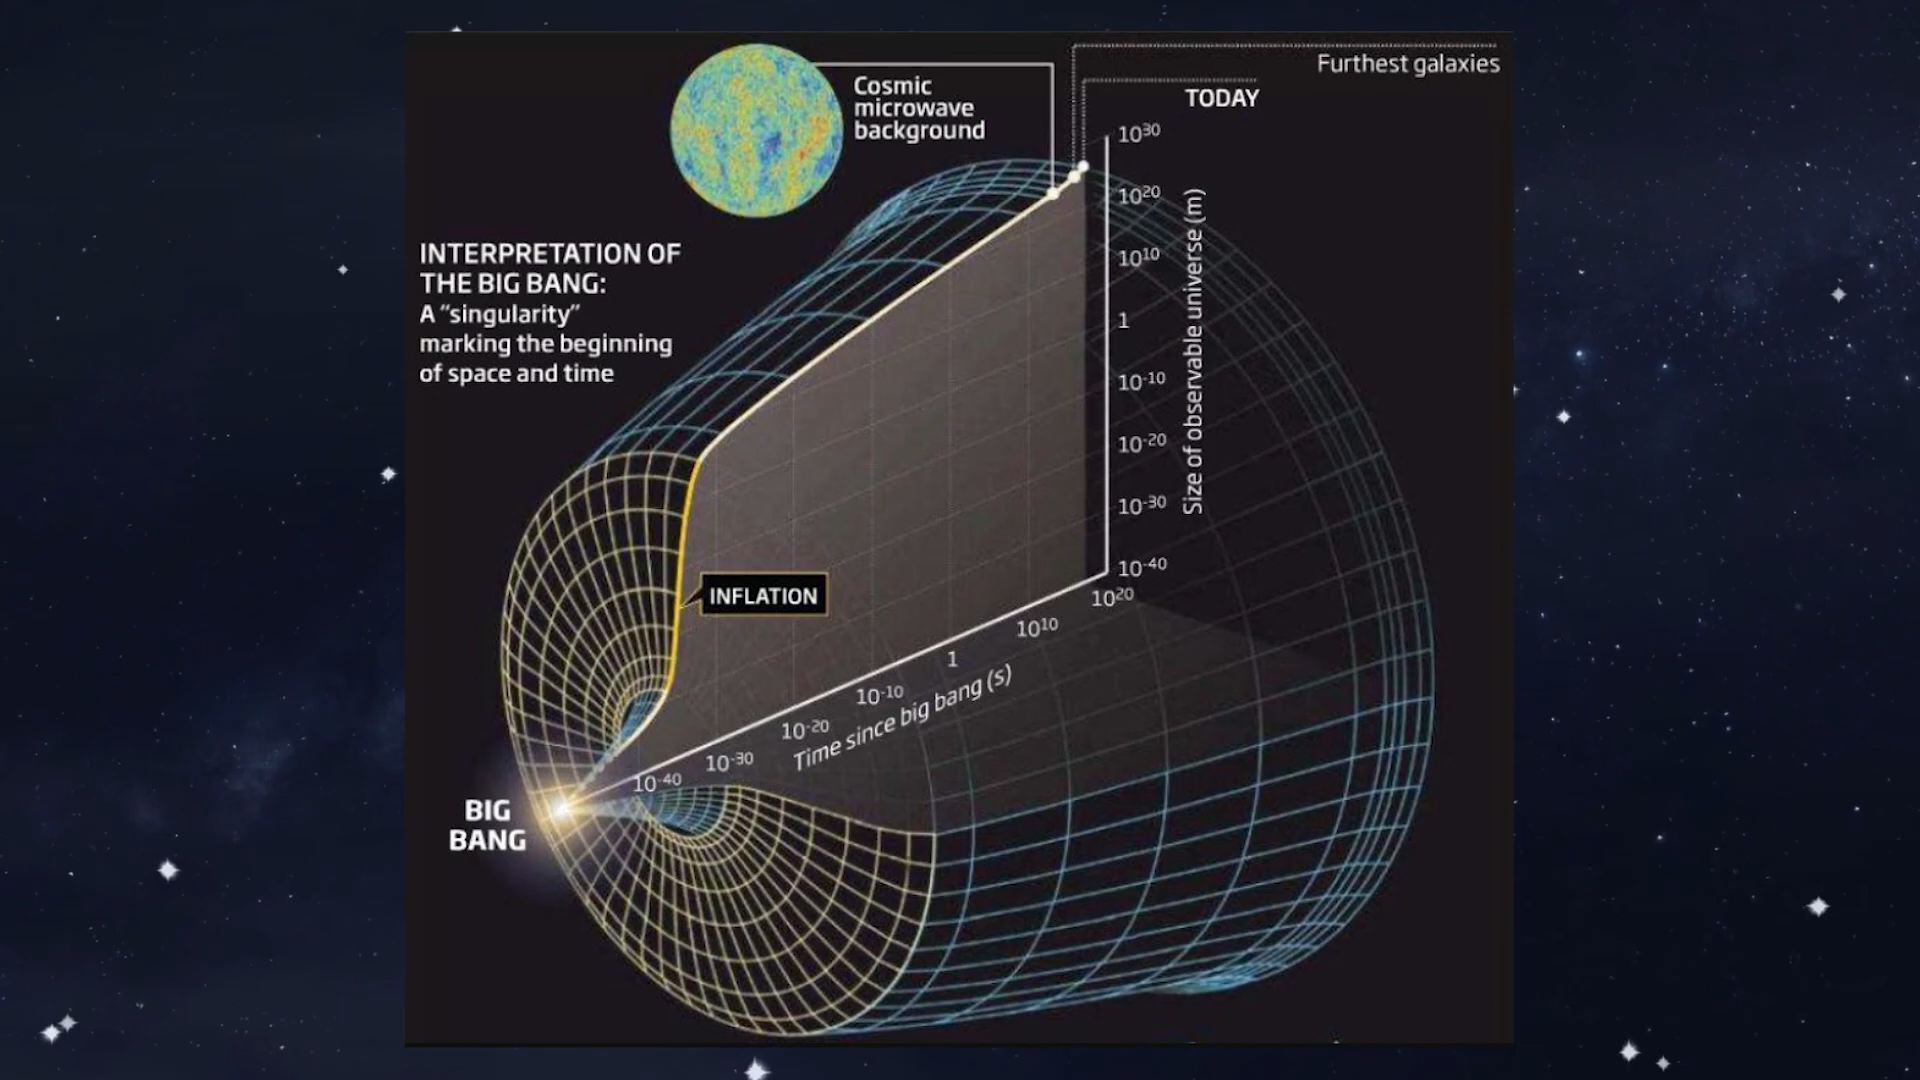 Furthest galaxies
TODAY
Cosmic
microwave
background
INTERPRETATION OF
THE BIG BANG:
A "singularity"
marking the beginning
of space and time
10³⁰
10²⁰
10¹⁰
1
10⁻¹⁰
10⁻²⁰
10⁻³⁰
10⁻⁴⁰
Size of observable universe (m)
INFLATION
10²⁰
10¹⁰
1
10⁻¹⁰
10⁻²⁰
10⁻³⁰
10⁻⁴⁰
Time since big bang (s)
BIG
BANG